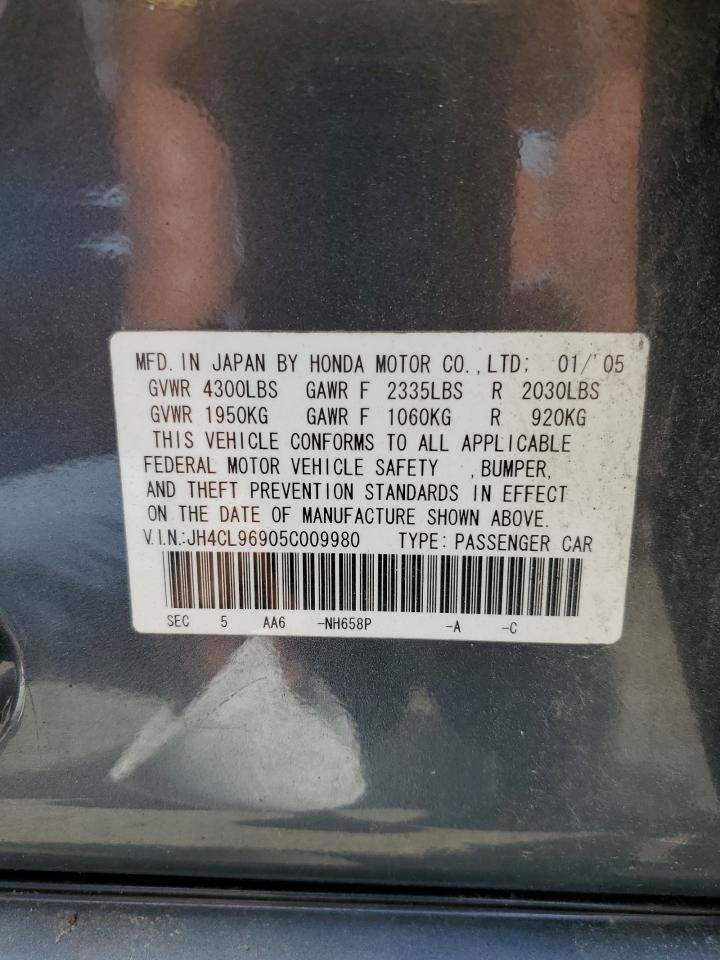 MFD. IN JAPAN BY HONDA MOTOR CO., LTD; 01/'05
GVWR 4300LBS GAWR F 2335LBS R 2030LBS
GVWR 1950KG GAWR F 1060KG R 920KG
THIS VEHICLE CONFORMS TO ALL APPLICABLE
FEDERAL MOTOR VEHICLE SAFETY , BUMPER,
AND THEFT PREVENTION STANDARDS IN EFFECT
ON THE DATE OF MANUFACTURE SHOWN ABOVE.
V.I.N.:JH4CL96905C009980 TYPE: PASSENGER CAR
SEC 5 AA6 -NH658P -A -C